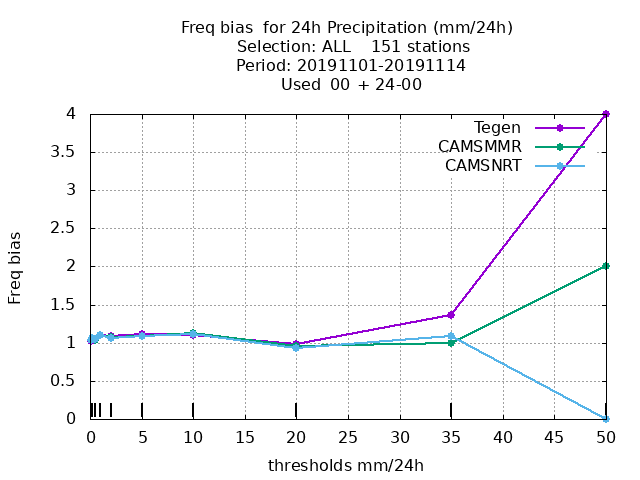 Freq bias  for 24h Precipitation (mm/24h)
Selection: ALL    151 stations
Period: 20191101-20191114
Used  00 + 24-00
Tegen
CAMSMMR
CAMSNRT
4
3.5
3
2.5
2
1.5
1
0.5
0
Freq bias
0 5 10 15 20 25 30 35 40 45 50
thresholds mm/24h